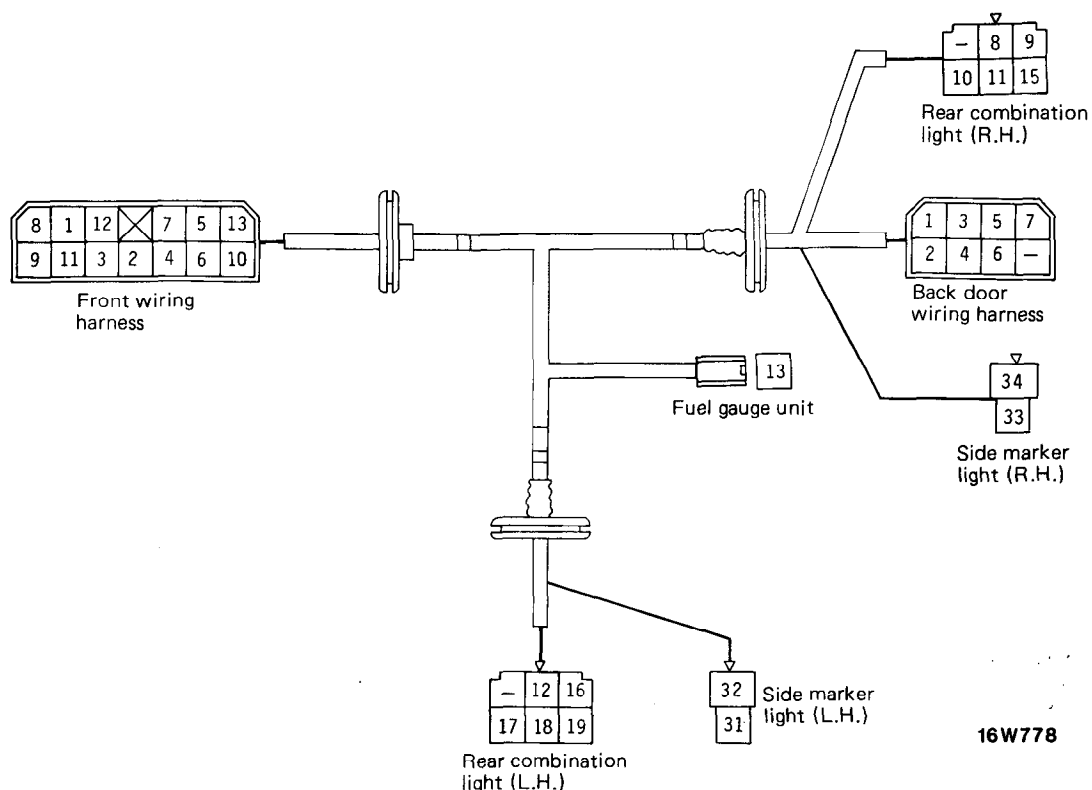 – 8 9
10 11 15
Rear combination
light (R.H.)
8 1 12 7 5 13
9 11 3 2 4 6 10
Front wiring
harness
1 3 5 7
2 4 6 –
Back door
wiring harness
13
Fuel gauge unit
34
33
Side marker
light (R.H.)
– 12 16
17 18 19
Rear combination
light (L.H.)
32
31
Side marker
light (L.H.)
16W778